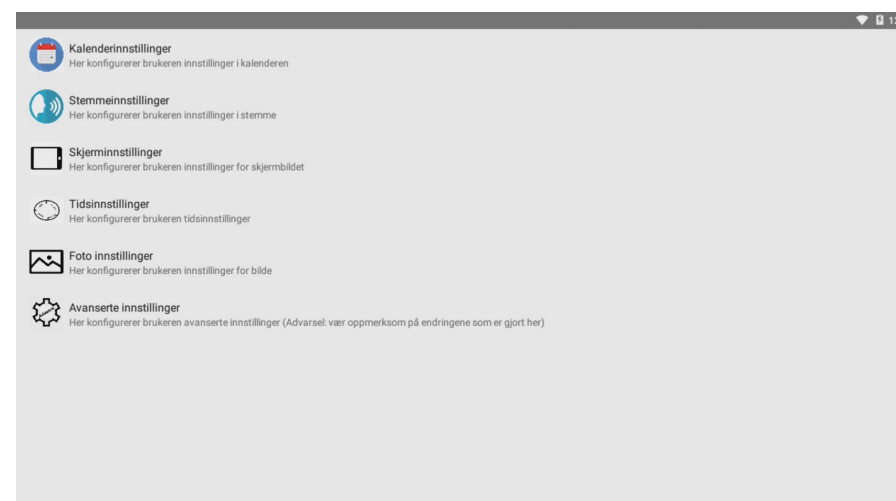 13
Kalenderinnstillinger
Her konfigurerer brukeren innstillinger i kalenderen
Stemmeinnstillinger
Her konfigurerer brukeren innstillinger i stemme
Skjerminnstillinger
Her konfigurerer brukeren innstillinger for skjermbildet
Tidsinnstillinger
Her konfigurerer brukeren tidsinnstillinger
Foto innstillinger
Her konfigurerer brukeren innstillinger for bilde
Avanserte innstillinger
Her konfigurerer brukeren avanserte innstillinger (Advarsel: vær oppmerksom på endringene som er gjort her)